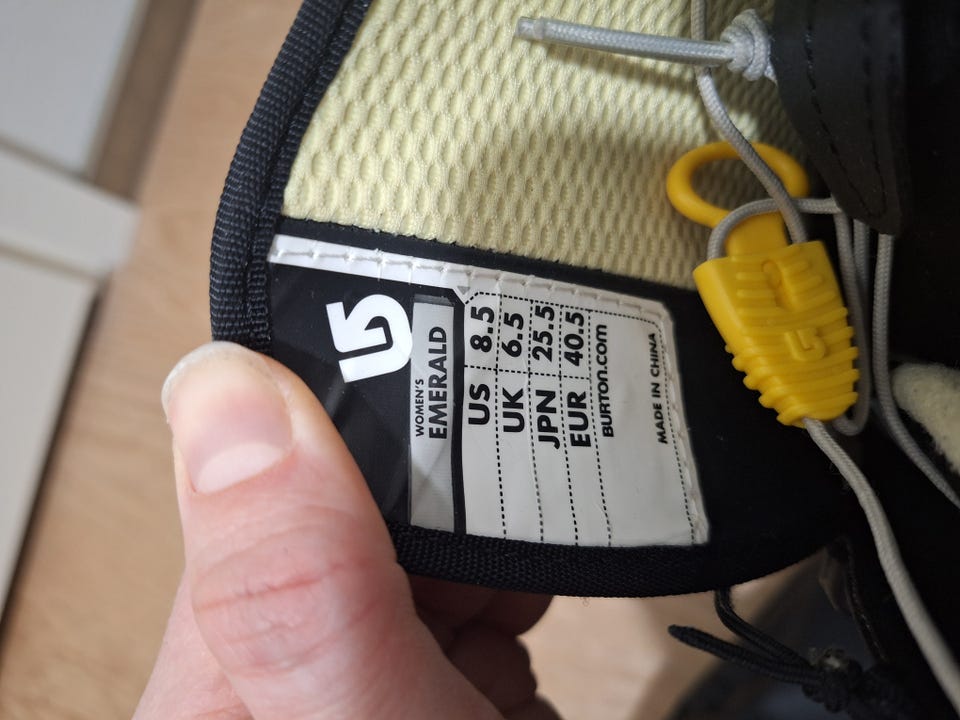 WOMEN'S
EMERALD
US 8.5
UK 6.5
JPN 25.5
EUR 40.5
BURTON.com
MADE IN CHINA